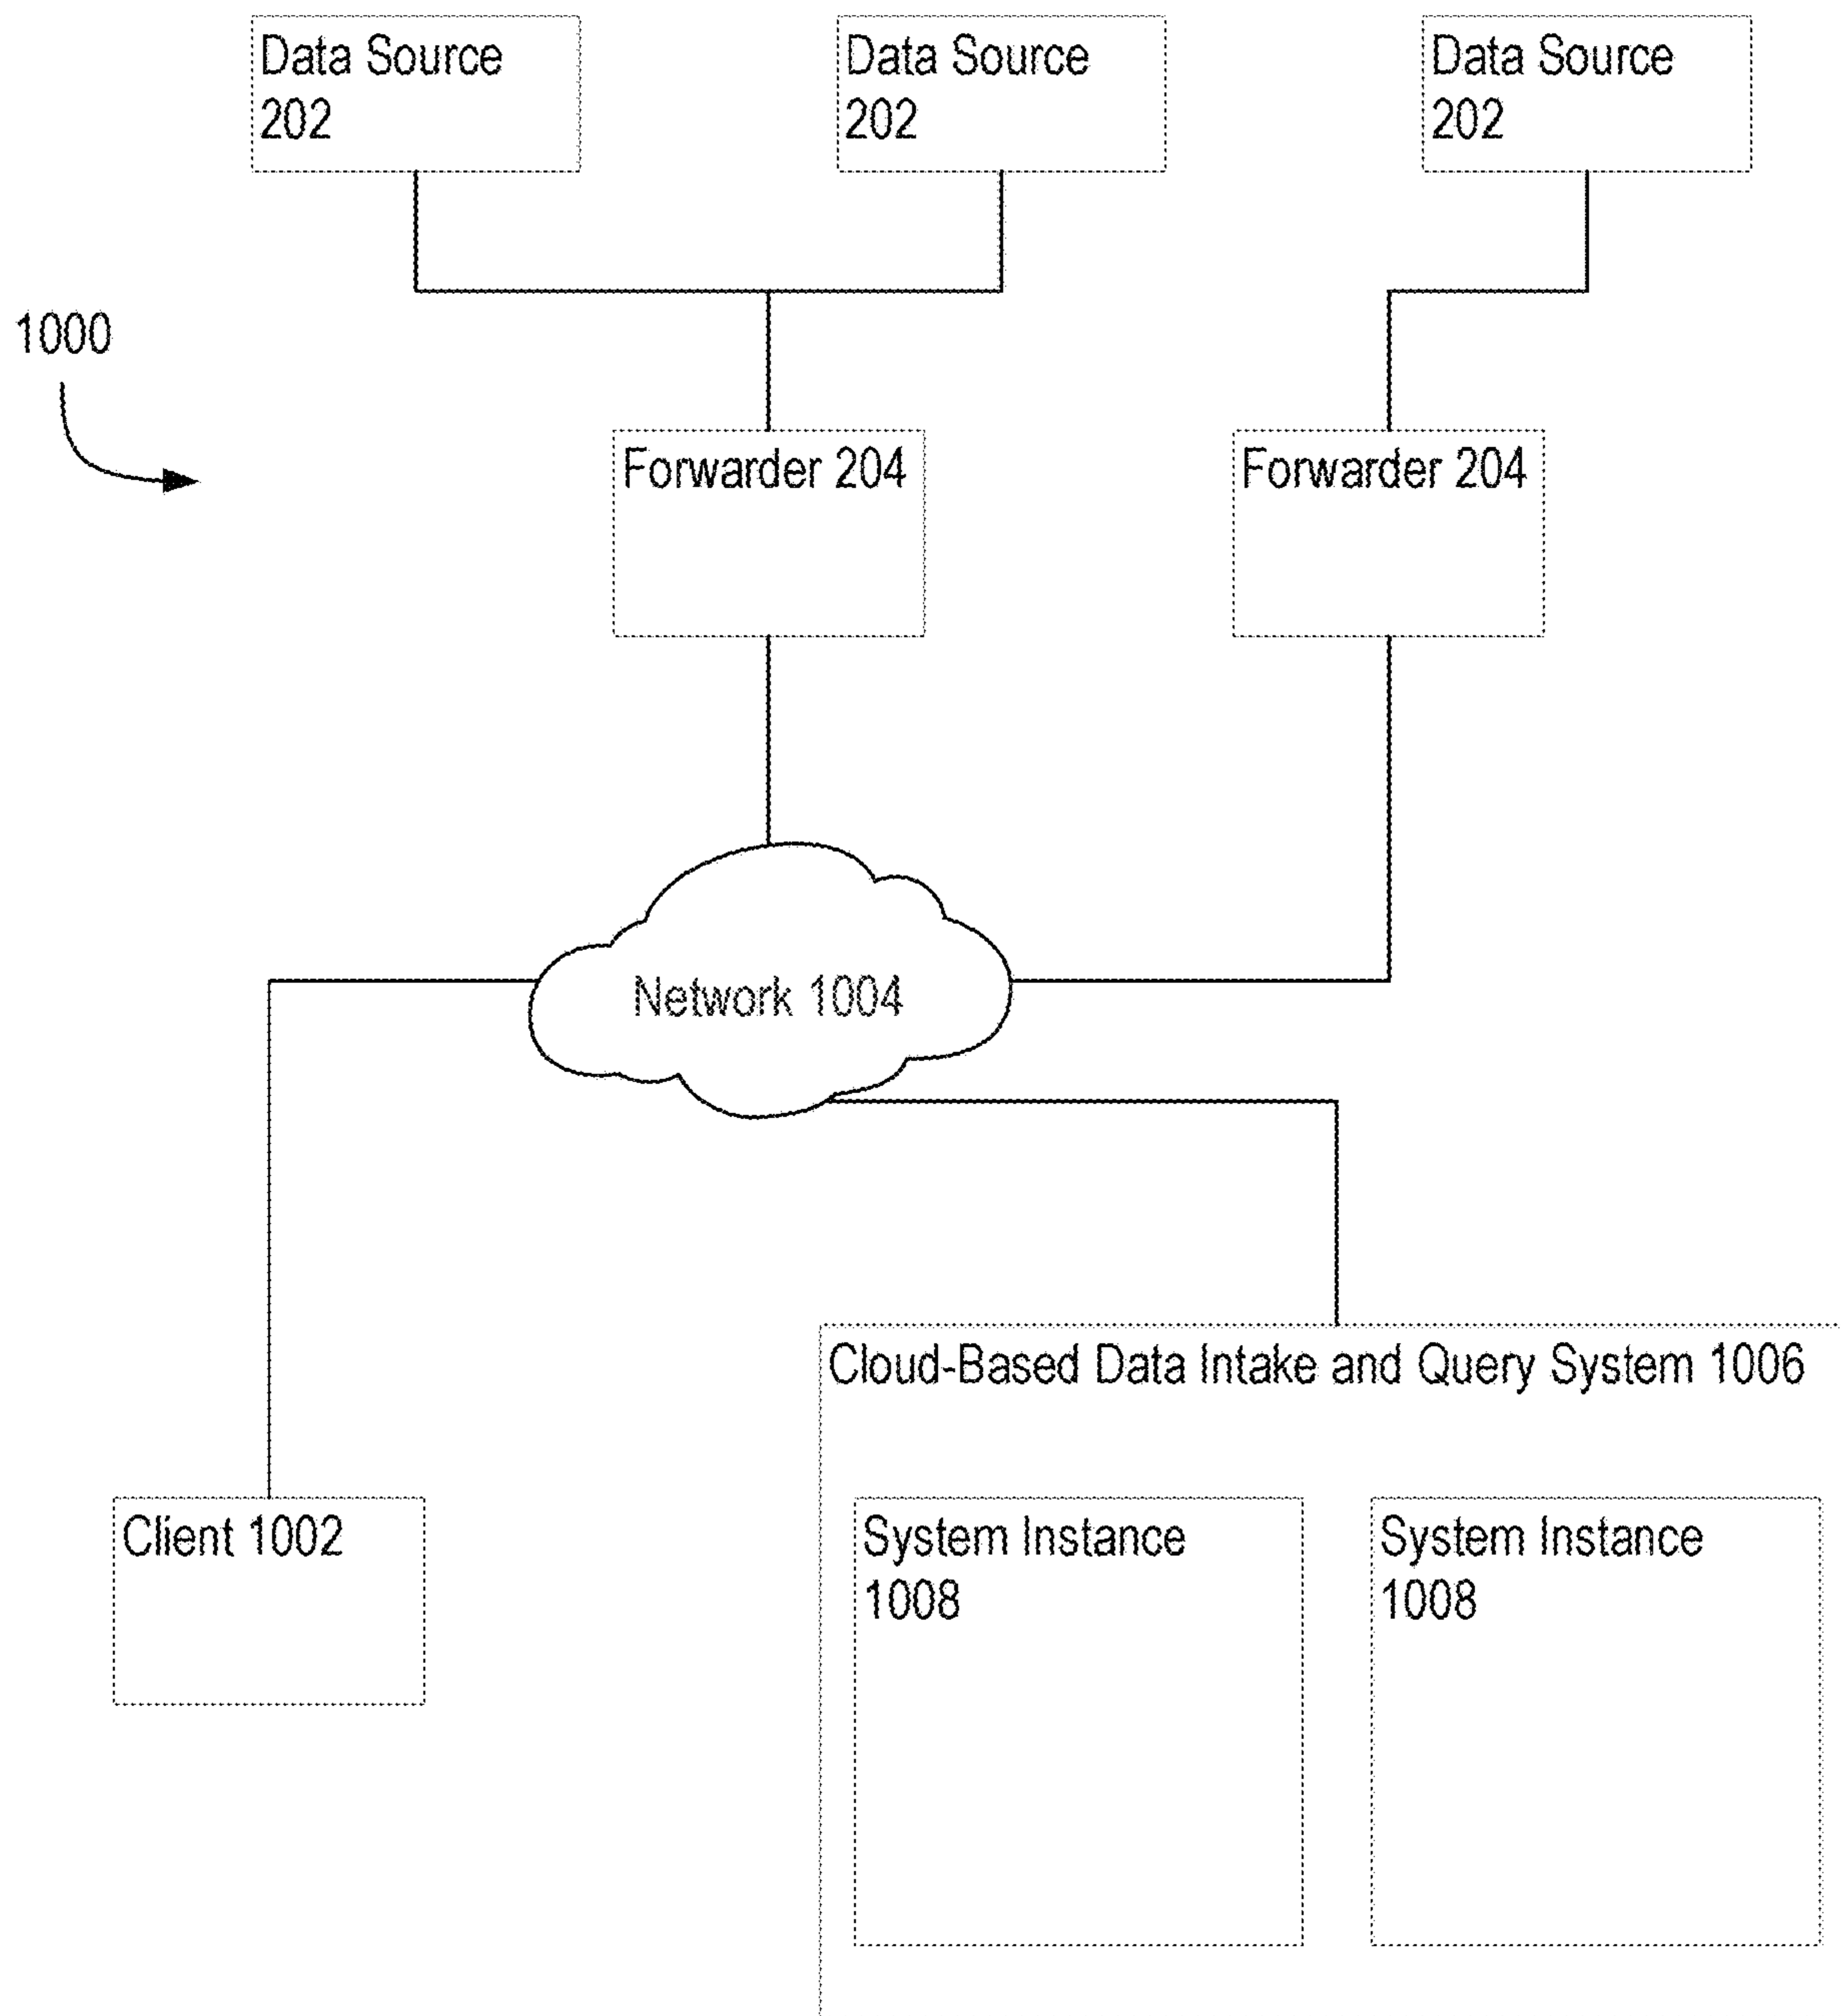 Data Source
202
Data Source
202
Data Source
202
1000
Forwarder 204
Forwarder 204
Network 1004
Cloud-Based Data Intake and Query System 1006
Client 1002
System Instance
1008
System Instance
1008